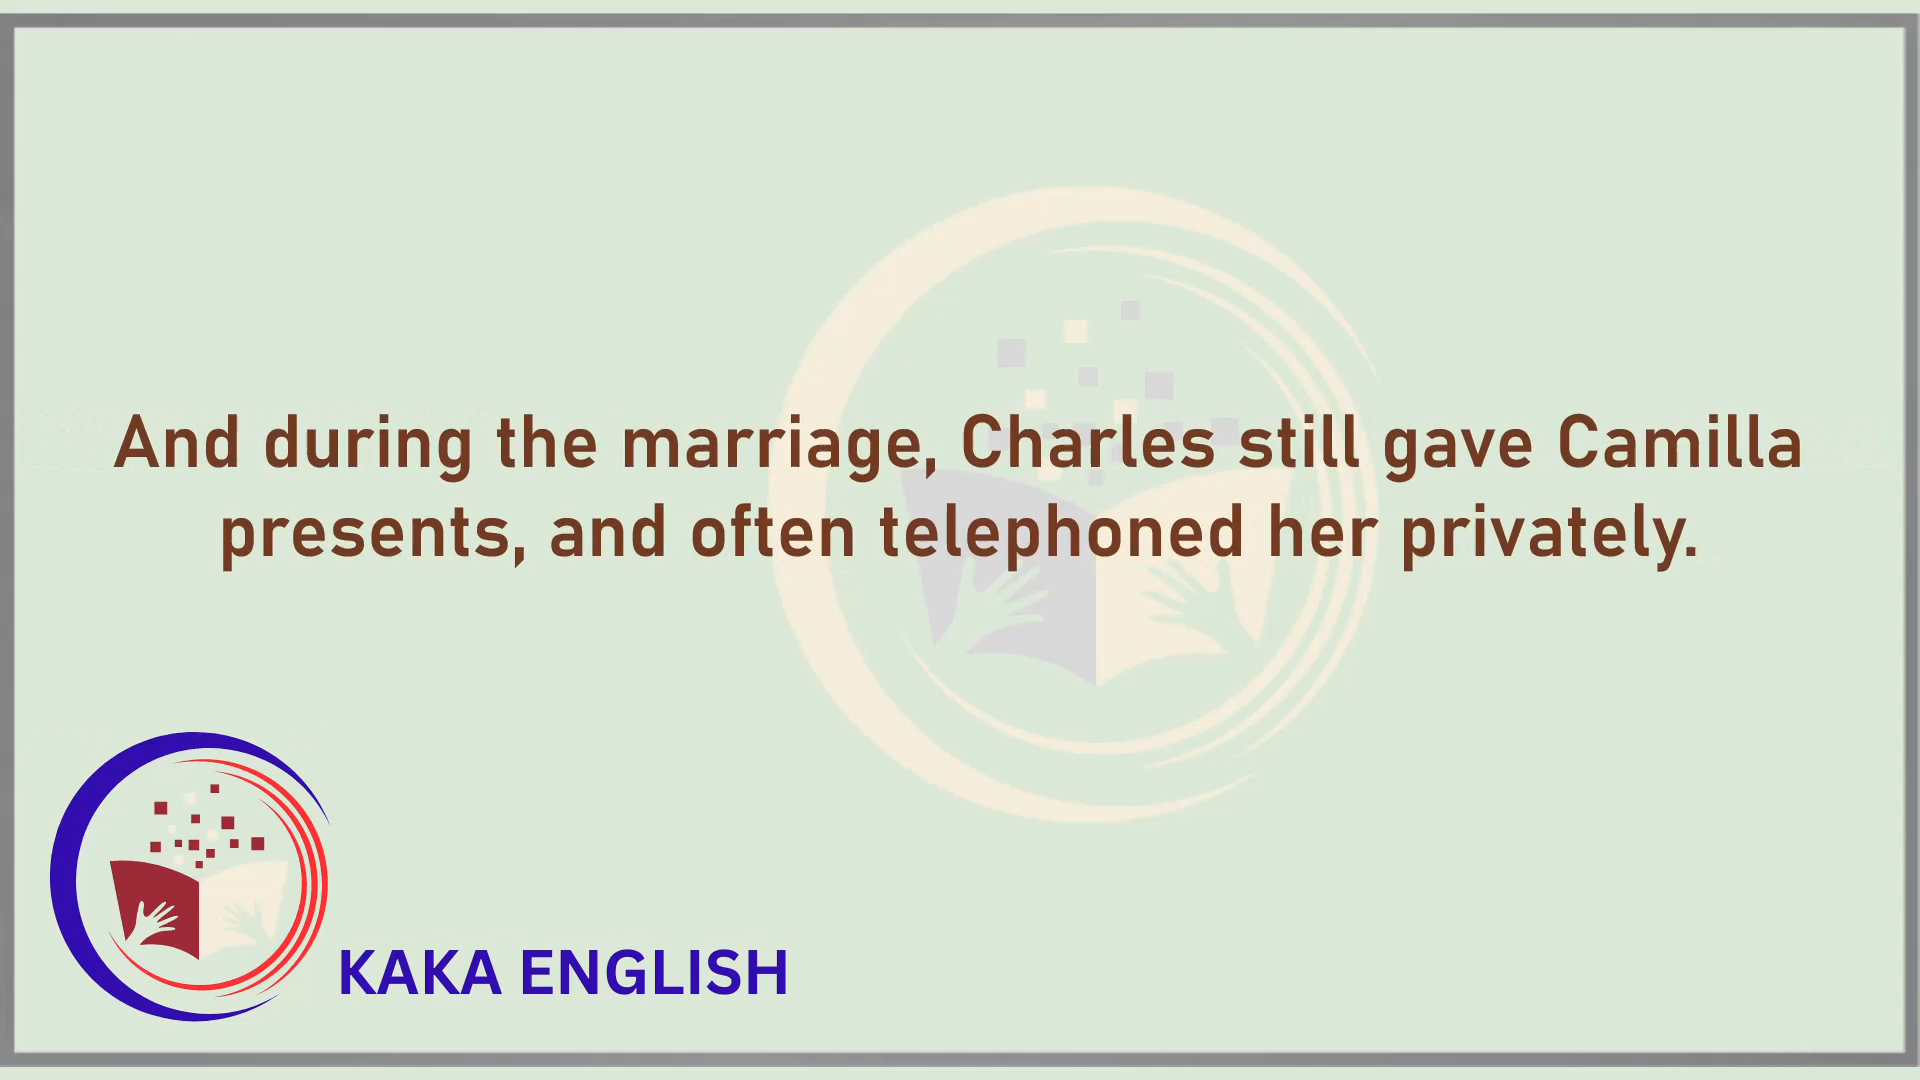 And during the marriage, Charles still gave Camilla
presents, and often telephoned her privately.
KAKA ENGLISH